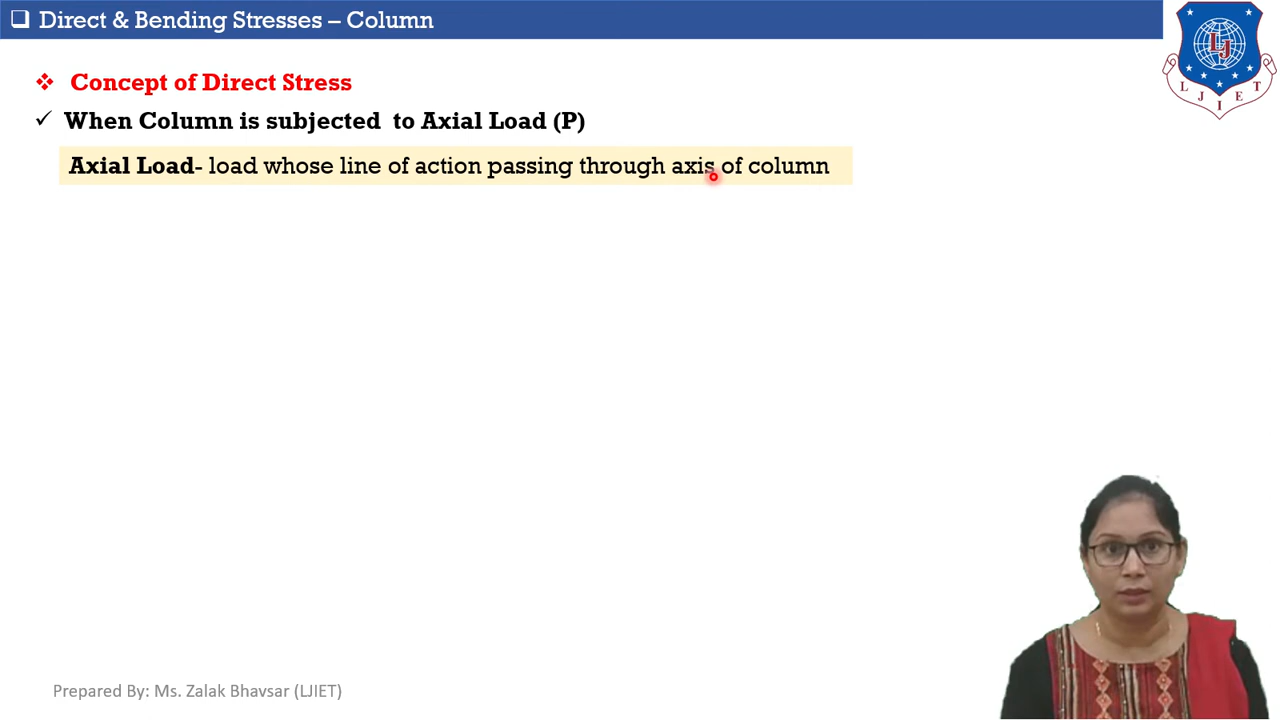 ❑ Direct & Bending Stresses – Column
LJ
L J I E T
❖ Concept of Direct Stress
✓ When Column is subjected to Axial Load (P)
Axial Load- load whose line of action passing through axis of column
Prepared By: Ms. Zalak Bhavsar (LJIET)